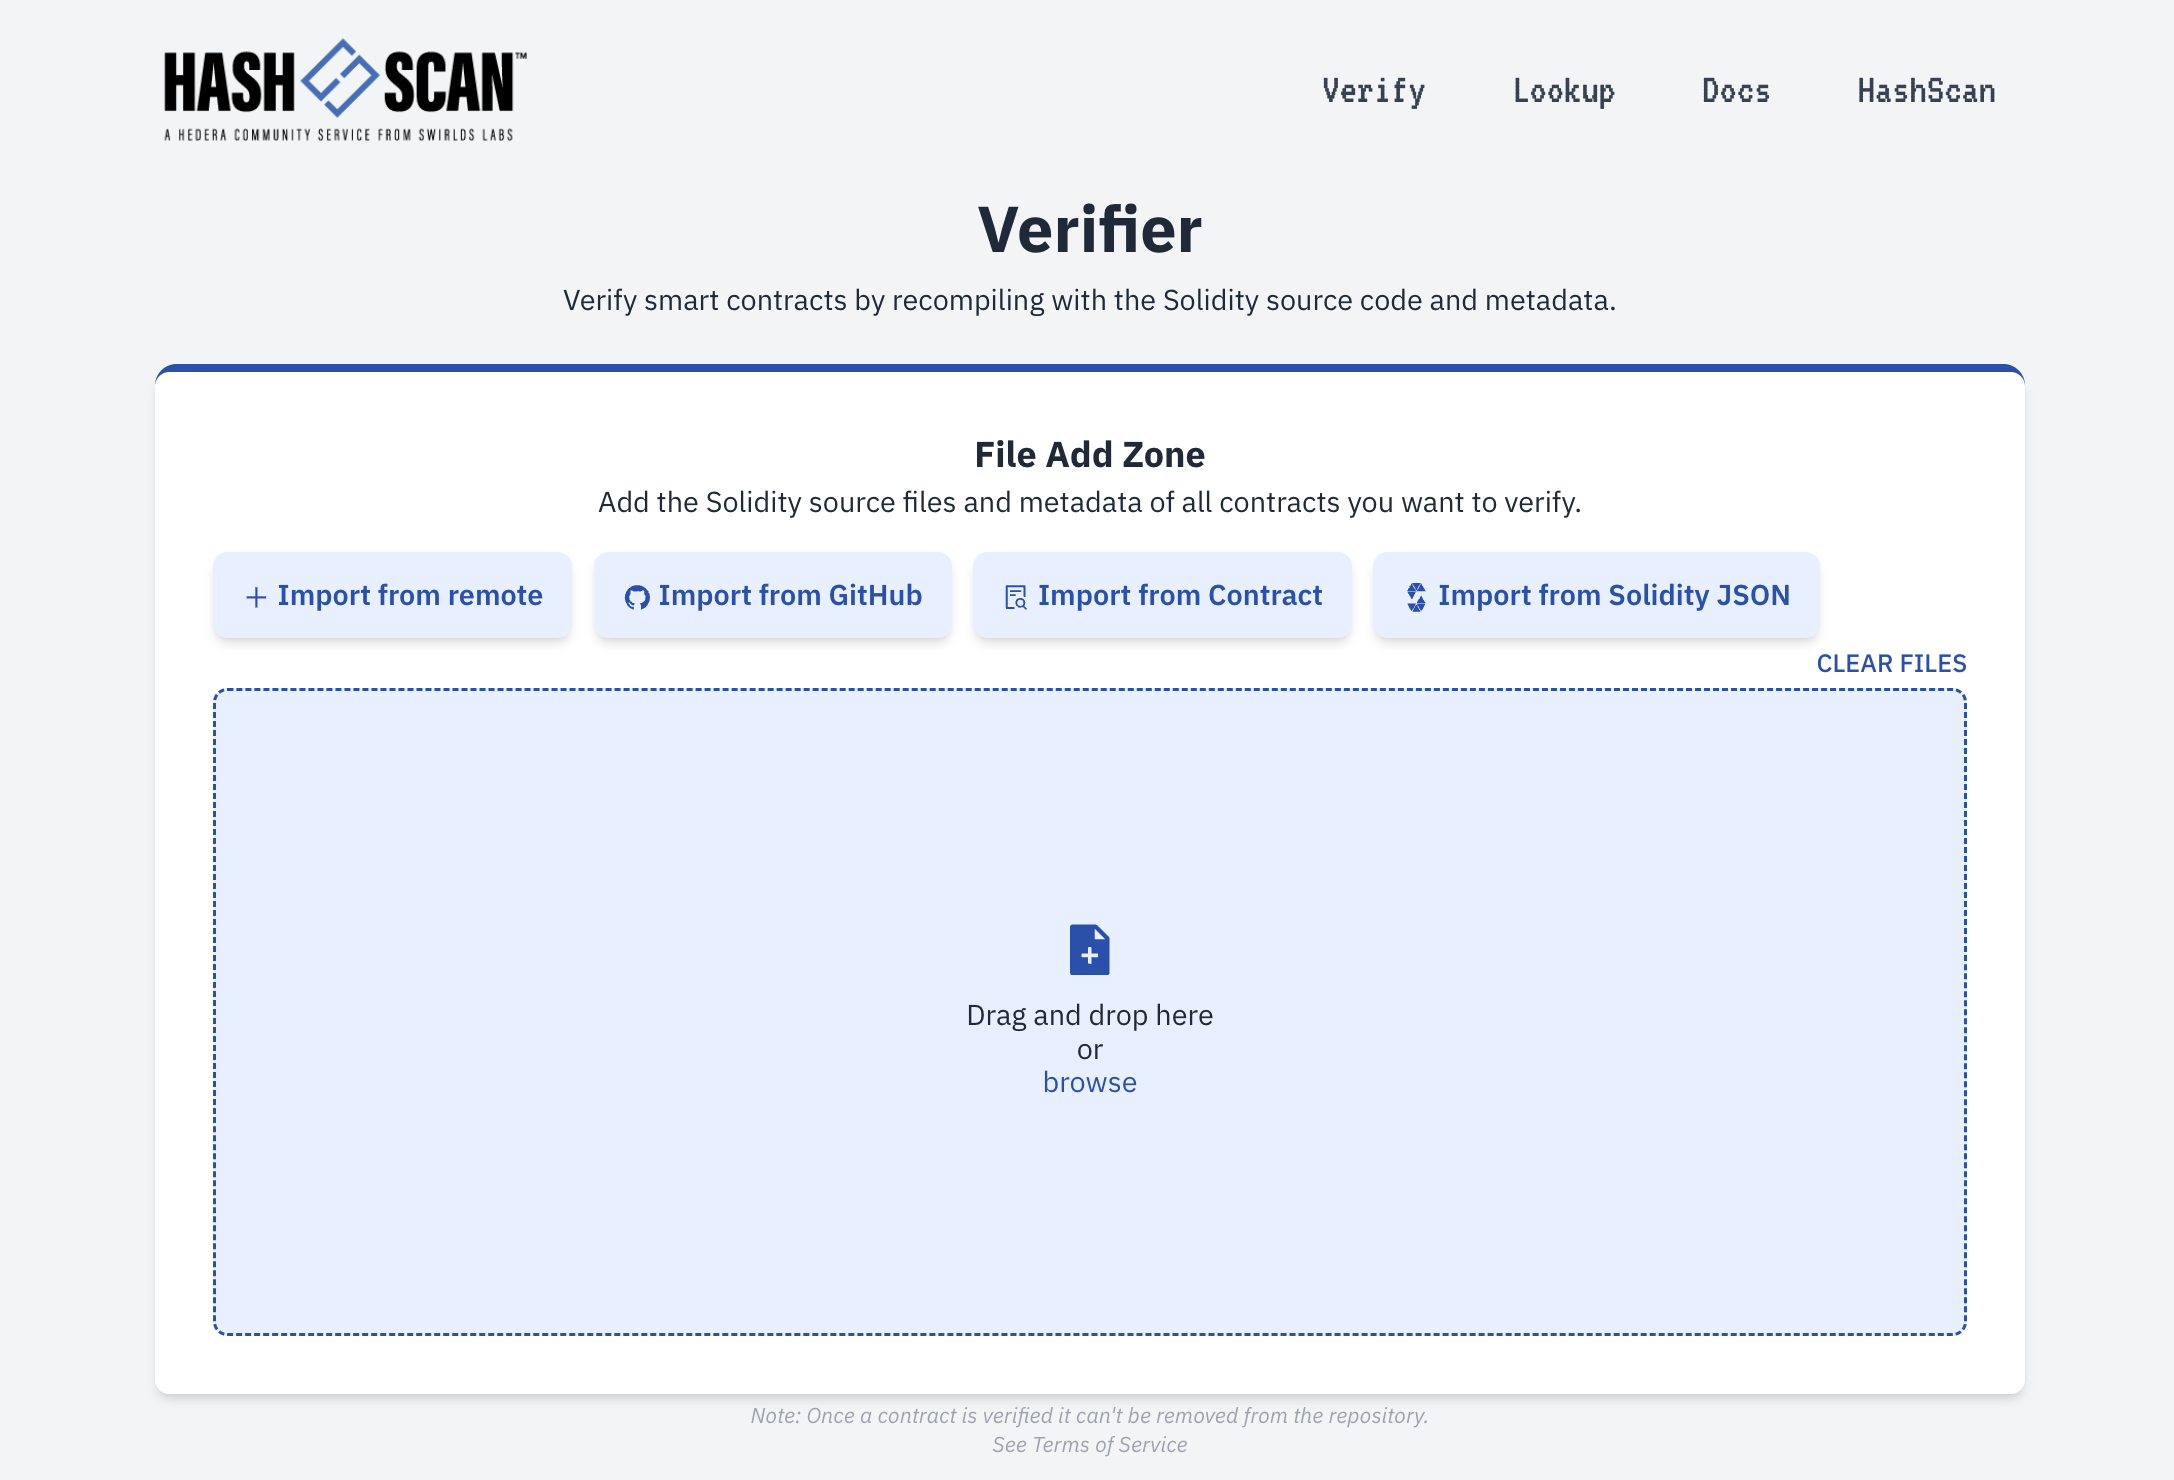 HASH SCAN™
A HEDERA COMMUNITY SERVICE FROM SWIRLDS LABS
Verify Lookup Docs HashScan
Verifier
Verify smart contracts by recompiling with the Solidity source code and metadata.
File Add Zone
Add the Solidity source files and metadata of all contracts you want to verify.
Import from remote Import from GitHub Import from Contract Import from Solidity JSON
CLEAR FILES
Drag and drop here
or
browse
Note: Once a contract is verified it can't be removed from the repository.
See Terms of Service